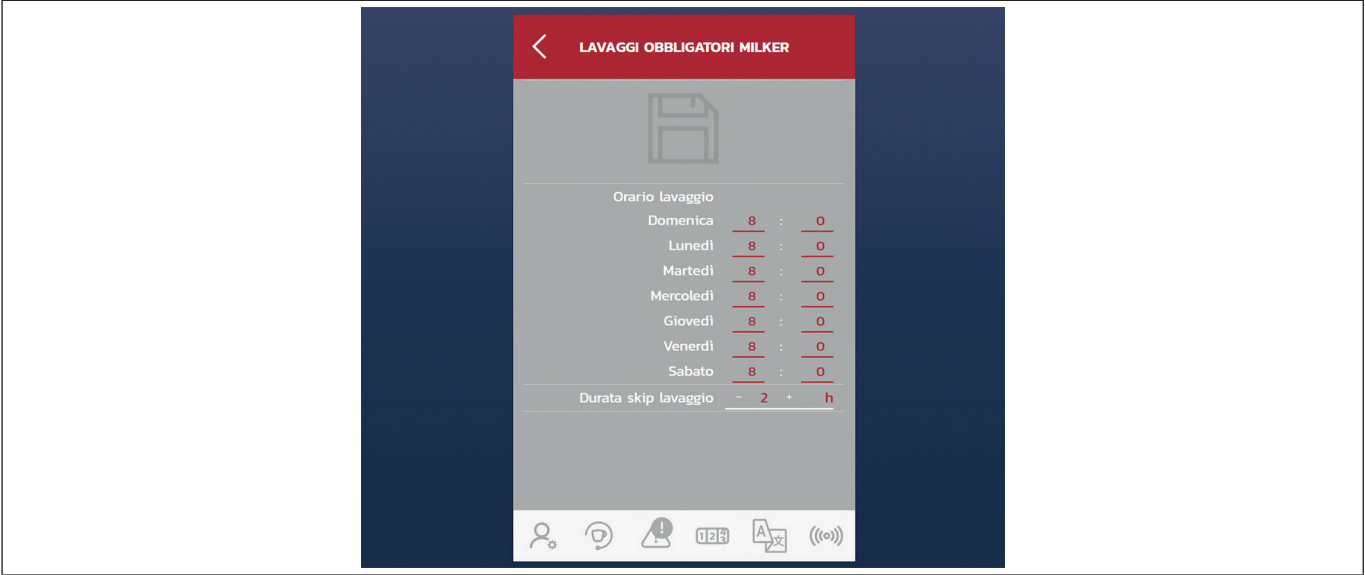 LAVAGGI OBBLIGATORI MILKER
Orario lavaggio
Domenica 8 : 0
Lunedì 8 : 0
Martedì 8 : 0
Mercoledì 8 : 0
Giovedì 8 : 0
Venerdì 8 : 0
Sabato 8 : 0
Durata skip lavaggio - 2 + h